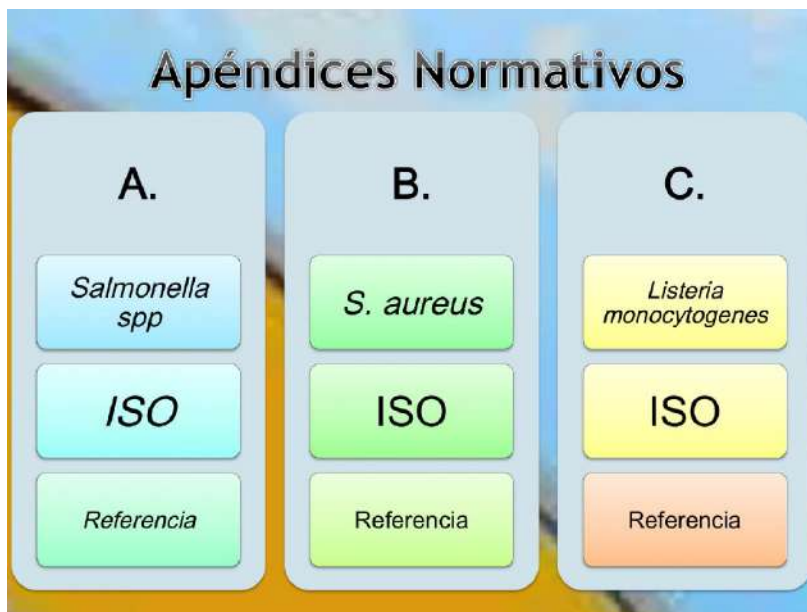 Apéndices Normativos
A.
Salmonella
spp
ISO
Referencia
B.
S. aureus
ISO
Referencia
C.
Listeria
monocytogenes
ISO
Referencia